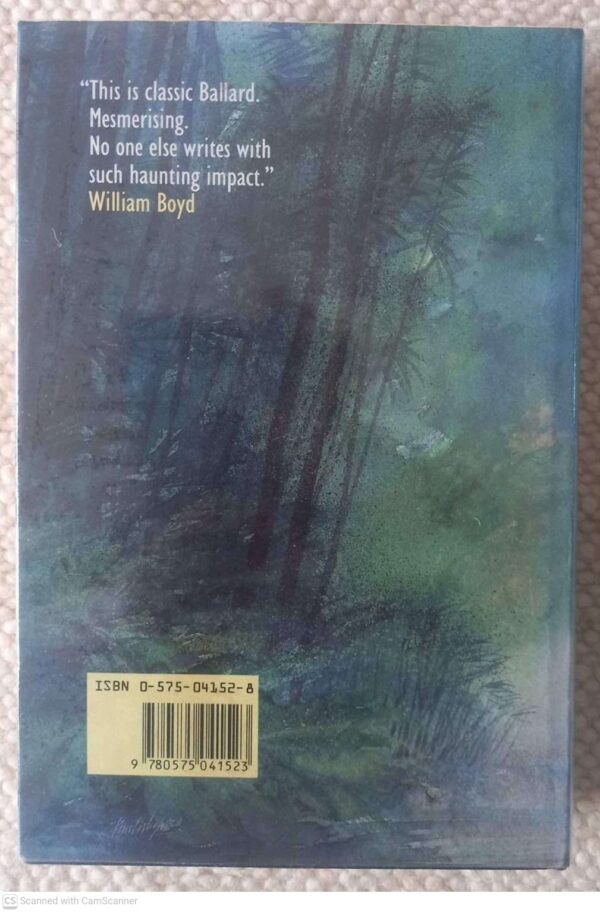 “This is classic Ballard.
Mesmerising.
No one else writes with
such haunting impact.”
William Boyd
ISBN 0-575-04152-8
9 780575 041523
CS Scanned with CamScanner